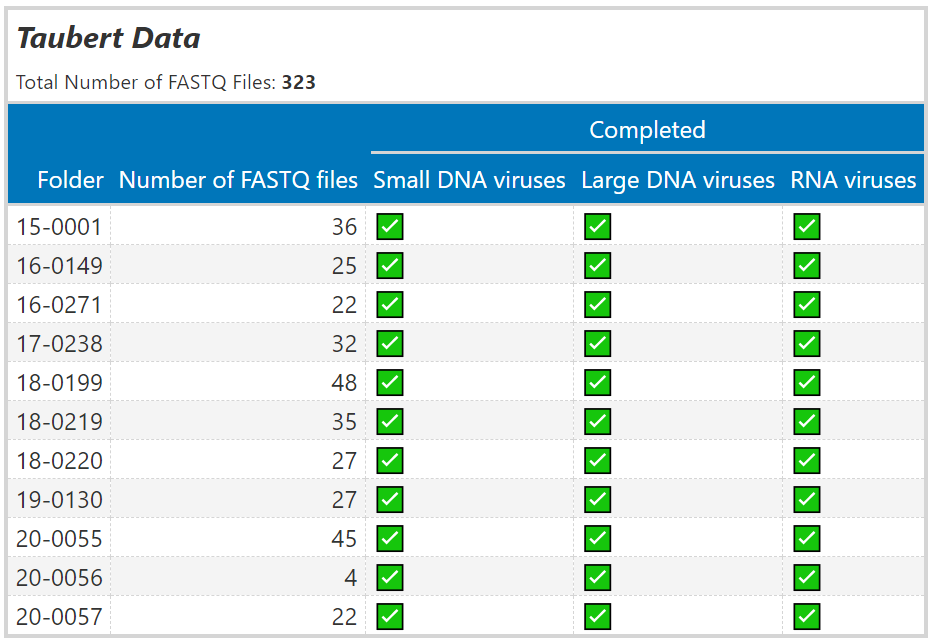 Taubert Data
Total Number of FASTQ Files: 323
Completed
Folder Number of FASTQ files Small DNA viruses Large DNA viruses RNA viruses
15-0001 36 ✅ ✅ ✅
16-0149 25 ✅ ✅ ✅
16-0271 22 ✅ ✅ ✅
17-0238 32 ✅ ✅ ✅
18-0199 48 ✅ ✅ ✅
18-0219 35 ✅ ✅ ✅
18-0220 27 ✅ ✅ ✅
19-0130 27 ✅ ✅ ✅
20-0055 45 ✅ ✅ ✅
20-0056 4 ✅ ✅ ✅
20-0057 22 ✅ ✅ ✅